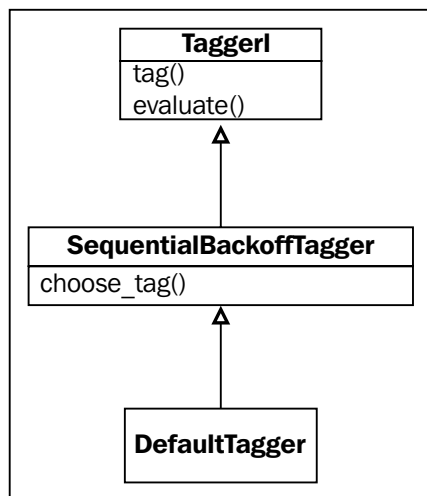 TaggerI
tag()
evaluate()
SequentialBackoffTagger
choose_tag()
DefaultTagger